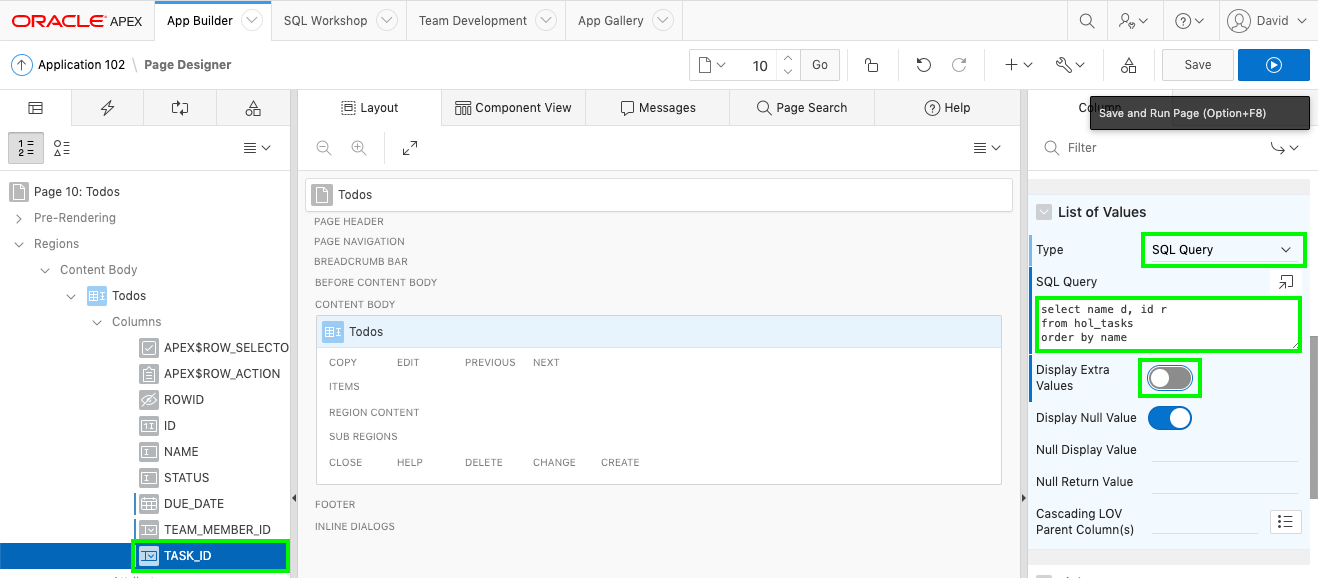 ORACLE APEX
App Builder
SQL Workshop
Team Development
App Gallery
David
Application 102
Page Designer
10
Go
Save
Save and Run Page (Option+F8)
Layout
Component View
Messages
Page Search
Help
Page 10: Todos
Pre-Rendering
Regions
Content Body
Todos
Columns
APEX$ROW_SELECTO
APEX$ROW_ACTION
ROWID
ID
NAME
STATUS
DUE_DATE
TEAM_MEMBER_ID
TASK_ID
Todos
PAGE HEADER
PAGE NAVIGATION
BREADCRUMB BAR
BEFORE CONTENT BODY
CONTENT BODY
Todos
COPY EDIT PREVIOUS NEXT
ITEMS
REGION CONTENT
SUB REGIONS
CLOSE HELP DELETE CHANGE CREATE
FOOTER
INLINE DIALOGS
Filter
List of Values
Type
SQL Query
SQL Query
select name d, id r
from hol_tasks
order by name
Display Extra
Values
Display Null Value
Null Display Value
Null Return Value
Cascading LOV
Parent Column(s)